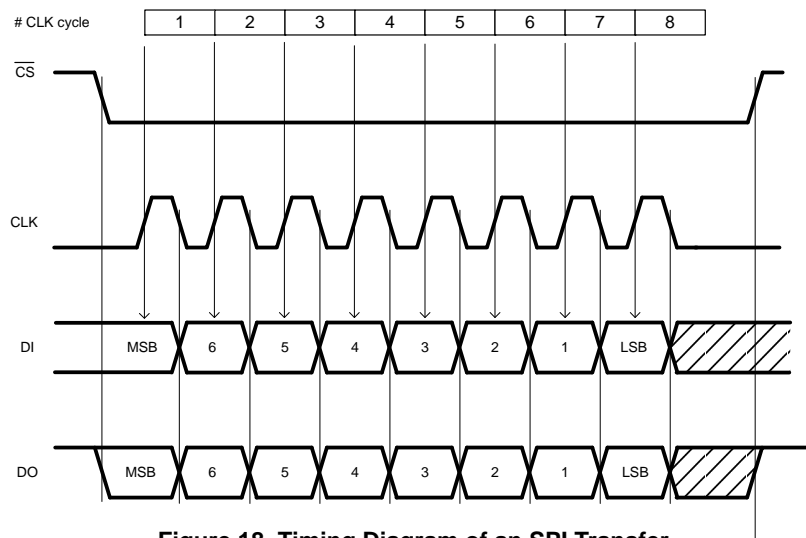 # CLK cycle 1 2 3 4 5 6 7 8
CS
CLK
DI MSB 6 5 4 3 2 1 LSB
DO MSB 6 5 4 3 2 1 LSB
Figure 18. Timing Diagram of an SPI Transfer